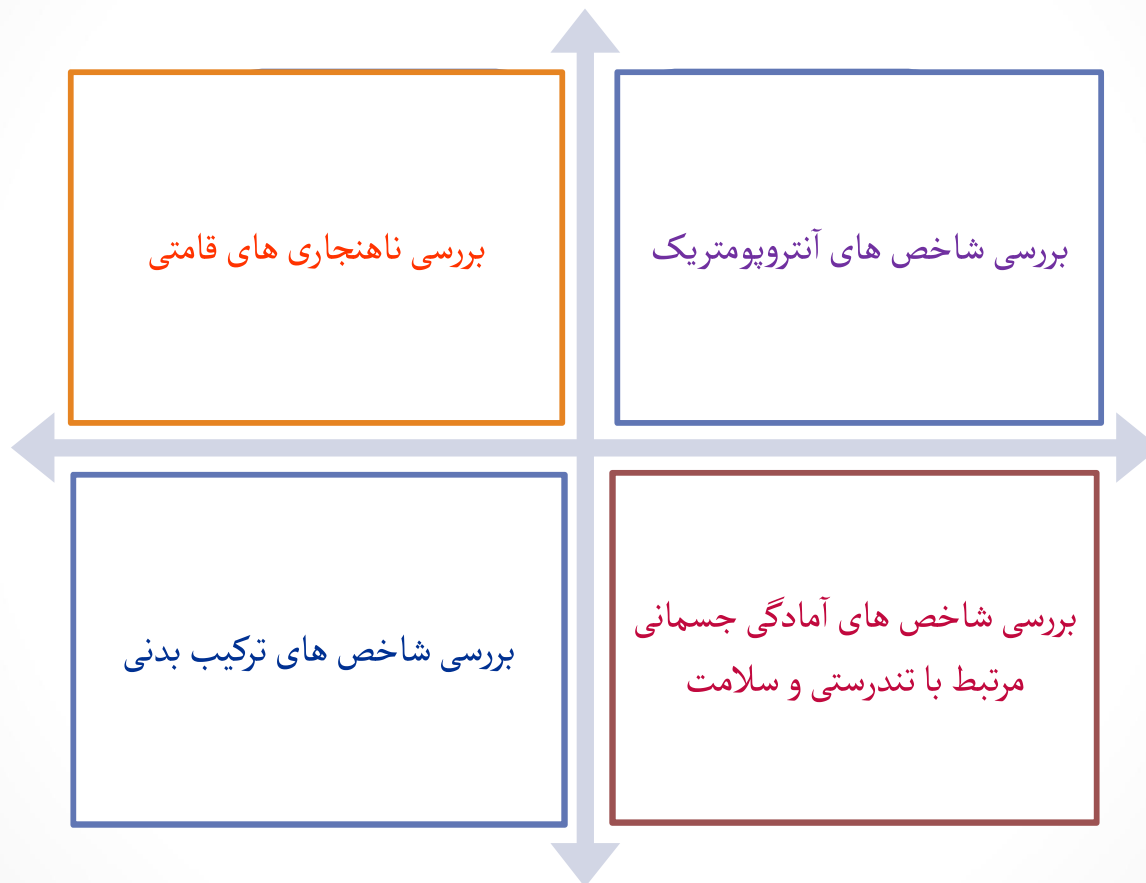 بررسی شاخص های آنتروپومتریک
بررسی ناهنجاری های قامتی
بررسی شاخص های آمادگی جسمانی
مرتبط با تندرستی و سلامت
بررسی شاخص های ترکیب بدنی